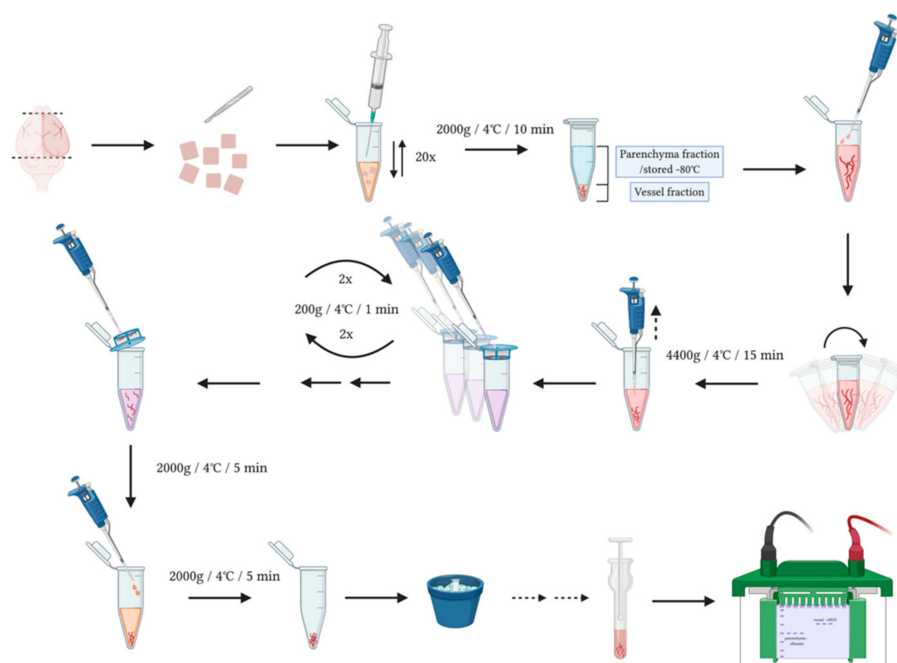 20x
2000g / 4℃ / 10 min
Parenchyma fraction
/stored -80℃
Vessel fraction
2x
200g / 4℃ / 1 min
2x
4400g / 4℃ / 15 min
2000g / 4℃ / 5 min
2000g / 4℃ / 5 min
parenchyma -